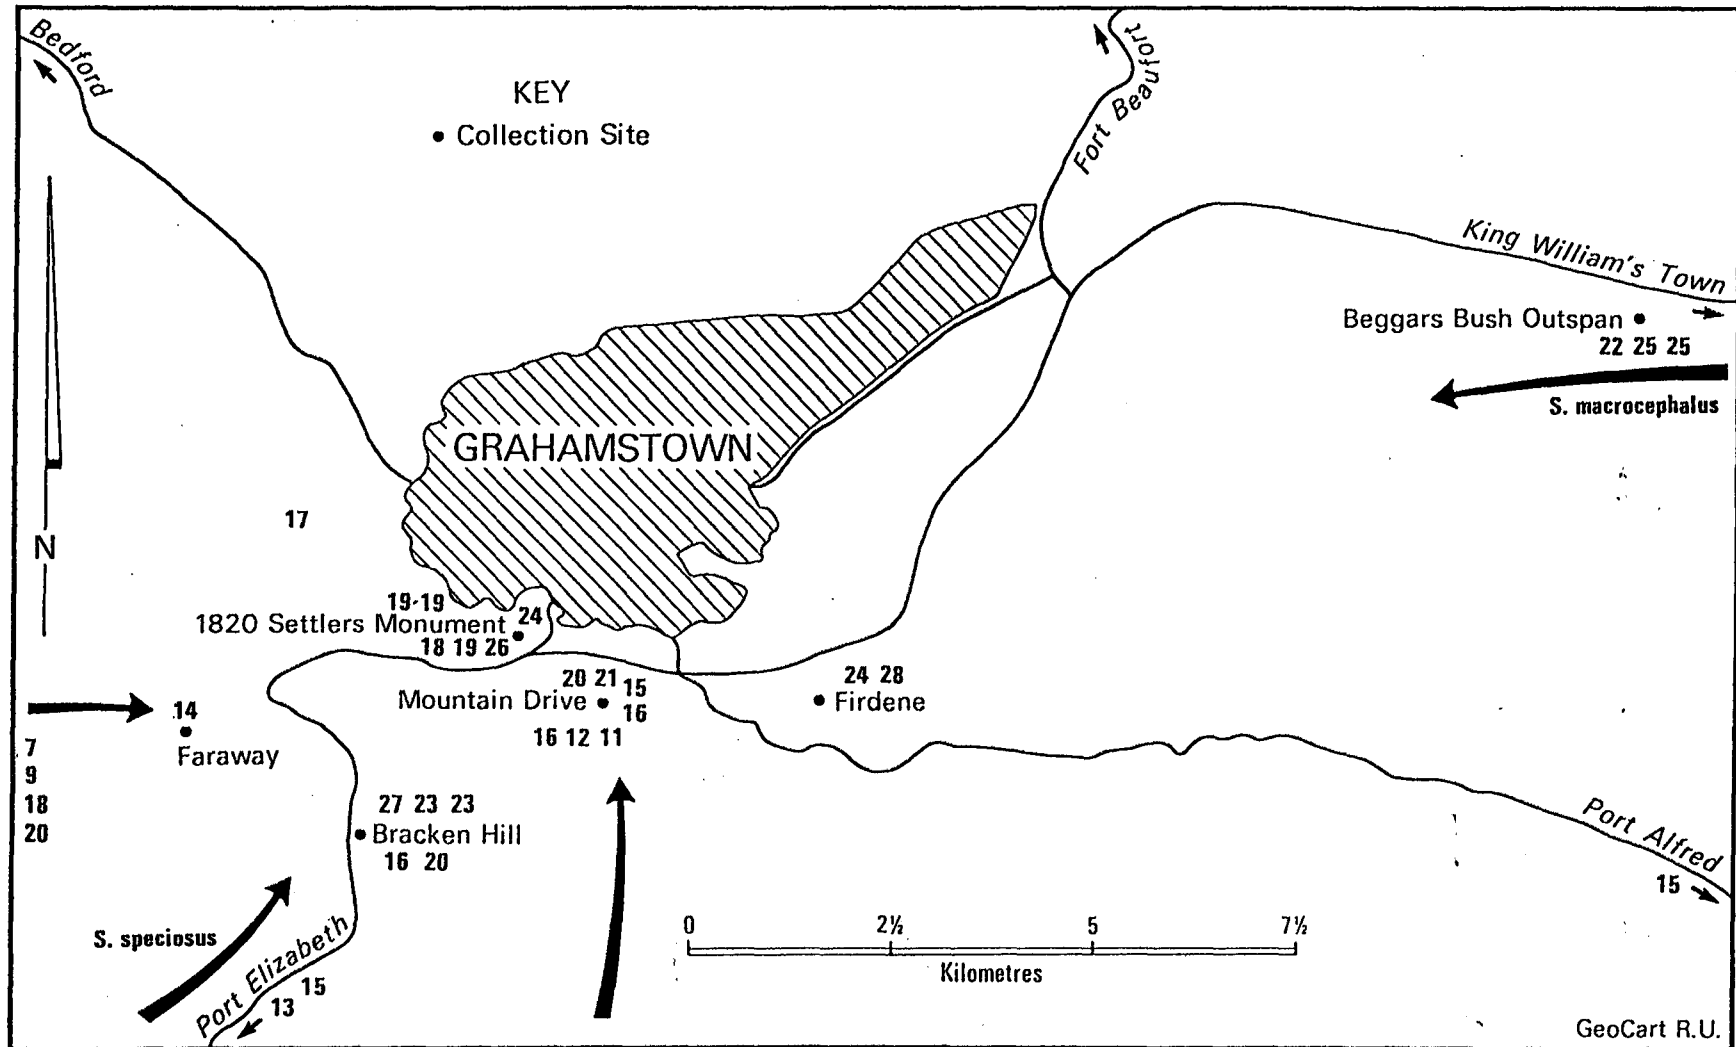 Bedford
KEY
• Collection Site
Fort Beaufort
King William's Town
Beggars Bush Outspan •
22 25 25
S. macrocephalus
GRAHAMSTOWN
17
N
19-19
24
1820 Settlers Monument •
18 19 26
20 21 15
Mountain Drive •
16
16 12 11
24 28
• Firdene
14
• Faraway
7
9
18
20
27 23 23
• Bracken Hill
16 20
Port Alfred
15
S. speciosus
Port Elizabeth
15
13
0 2½ 5 7½
Kilometres
GeoCart R.U.